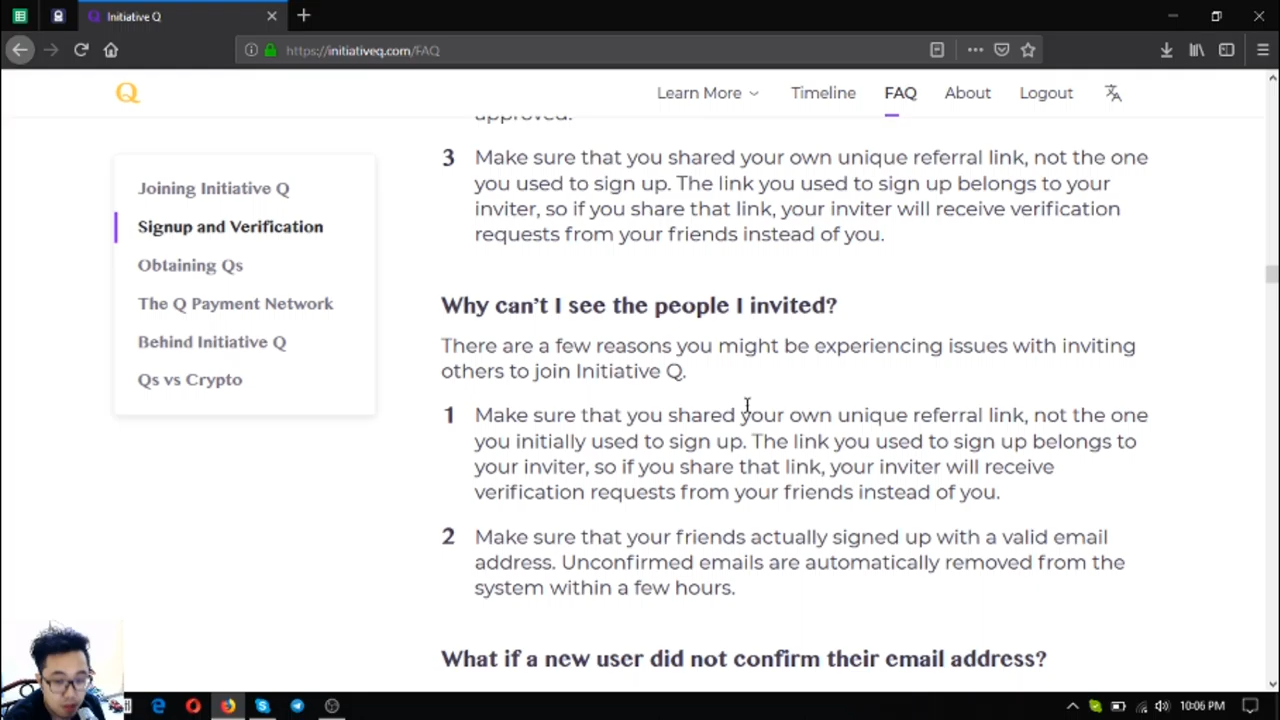 Initiative Q
https://initiativeq.com/FAQ
Q
Learn More
Timeline
FAQ
About
Logout
Joining Initiative Q
Signup and Verification
Obtaining Qs
The Q Payment Network
Behind Initiative Q
Qs vs Crypto
approved.
3 Make sure that you shared your own unique referral link, not the one
you used to sign up. The link you used to sign up belongs to your
inviter, so if you share that link, your inviter will receive verification
requests from your friends instead of you.
Why can’t I see the people I invited?
There are a few reasons you might be experiencing issues with inviting
others to join Initiative Q.
1 Make sure that you shared your own unique referral link, not the one
you initially used to sign up. The link you used to sign up belongs to
your inviter, so if you share that link, your inviter will receive
verification requests from your friends instead of you.
2 Make sure that your friends actually signed up with a valid email
address. Unconfirmed emails are automatically removed from the
system within a few hours.
What if a new user did not confirm their email address?
10:06 PM